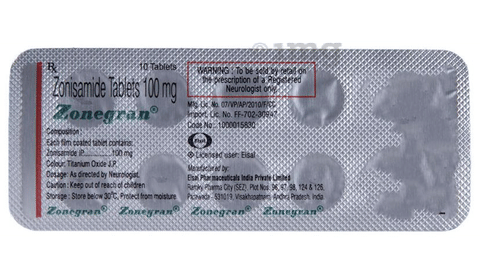 1mg
Rx
10 Tablets
Zonisamide Tablets 100 mg
Zonegran®
Composition :
Each film coated tablet contains:
Zonisamide IP..........100 mg
Colour: Titanium Oxide J.P.
Dosage: As directed by Neurologist.
Caution : Keep out of reach of children
Storage : Store below 30°C, Protect from moisture
WARNING : To be sold by retail on
the prescription of a Registered
Neurologist only.
Mfg. Lic. No. 07/VP/AP/2010/F/CC
Import. Lic. No. FF-702-30947
Code No.: 1000015830
Eisai
® Licensed user: Eisai
Manufactured by:
Eisai Pharmaceuticals India Private Limited
Ramky Pharma City (SEZ), Plot Nos. 96, 97, 98, 124 & 126,
Parawada - 531019, Visakhapatnam, Andhra Pradesh, India.
Zonegran® Zonegran® Zonegran® Zonegran®